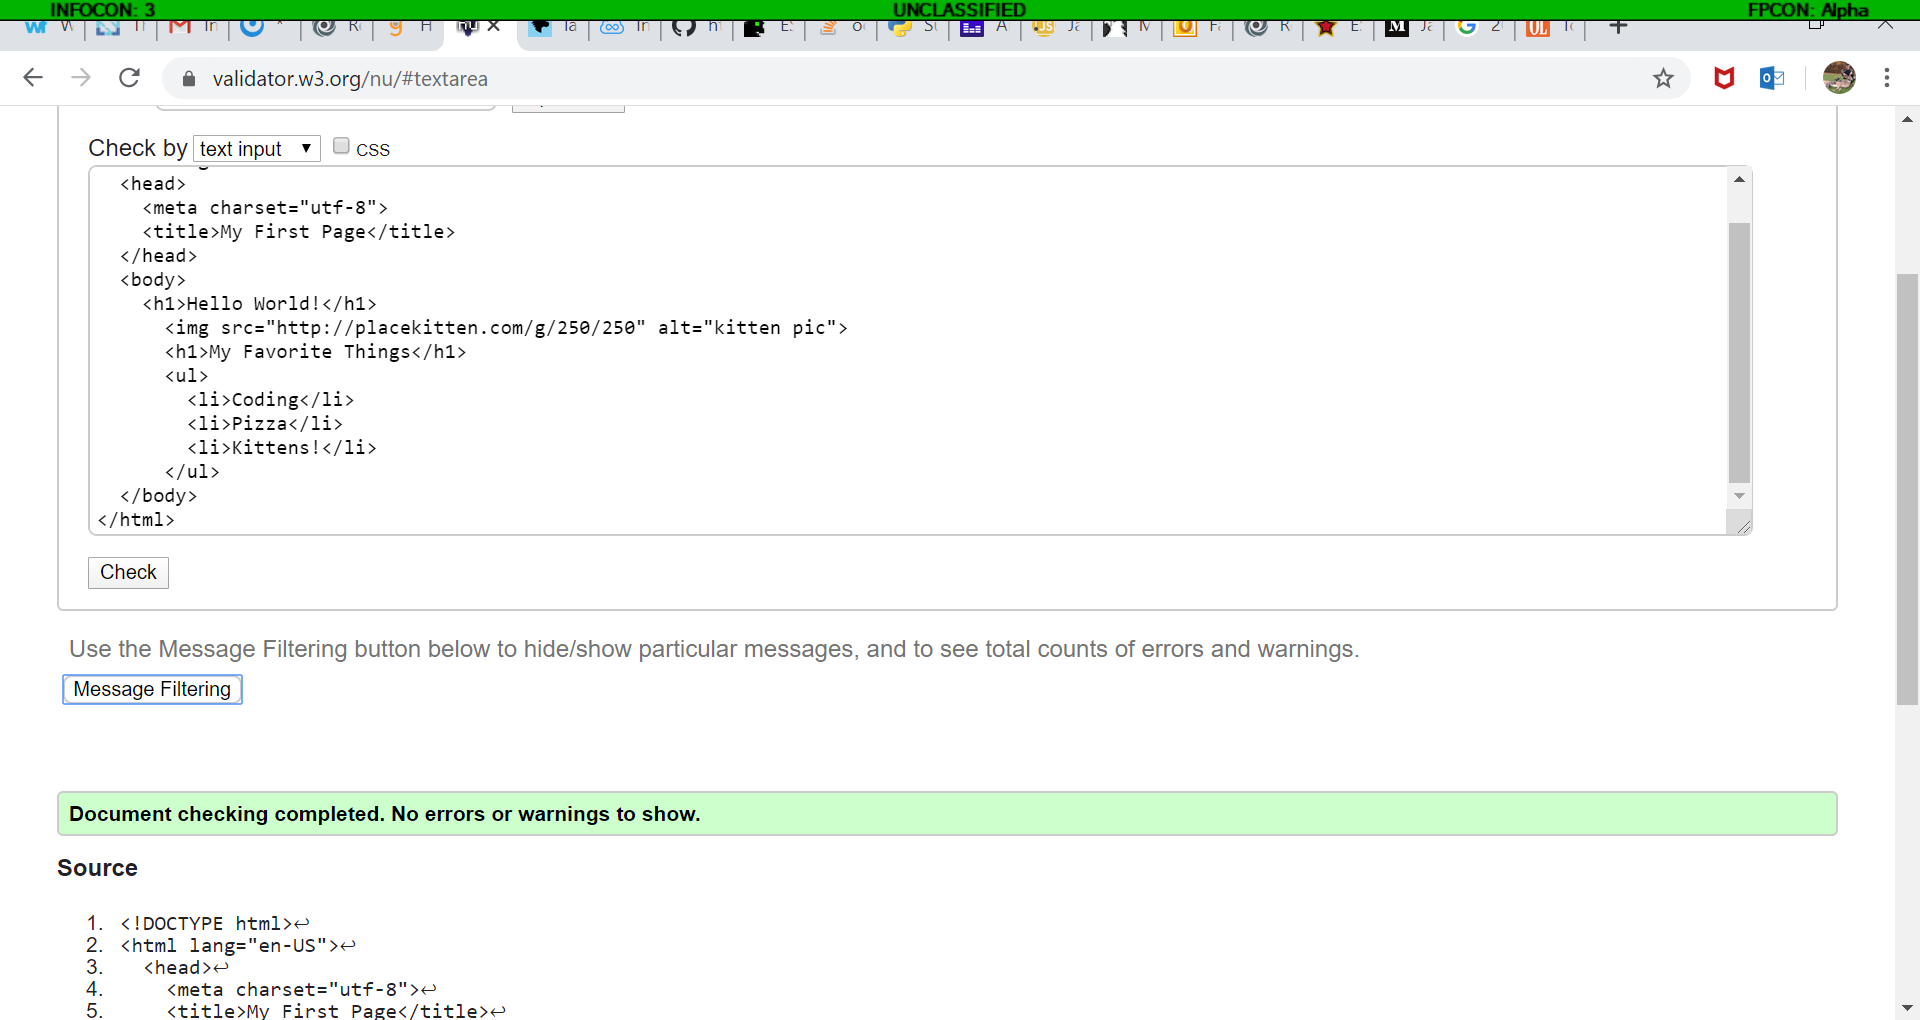 INFOCON: 3 UNCLASSIFIED FPCON: Alpha
validator.w3.org/nu/#textarea
Check by text input CSS
<head>
<meta charset="utf-8">
<title>My First Page</title>
</head>
<body>
<h1>Hello World!</h1>
<img src="http://placekitten.com/g/250/250" alt="kitten pic">
<h1>My Favorite Things</h1>
<ul>
<li>Coding</li>
<li>Pizza</li>
<li>Kittens!</li>
</ul>
</body>
</html>
Check
Use the Message Filtering button below to hide/show particular messages, and to see total counts of errors and warnings.
Message Filtering
Document checking completed. No errors or warnings to show.
Source
1. <!DOCTYPE html>↩
2. <html lang="en-US">↩
3. <head>↩
4. <meta charset="utf-8">↩
5. <title>My First Page</title>↩